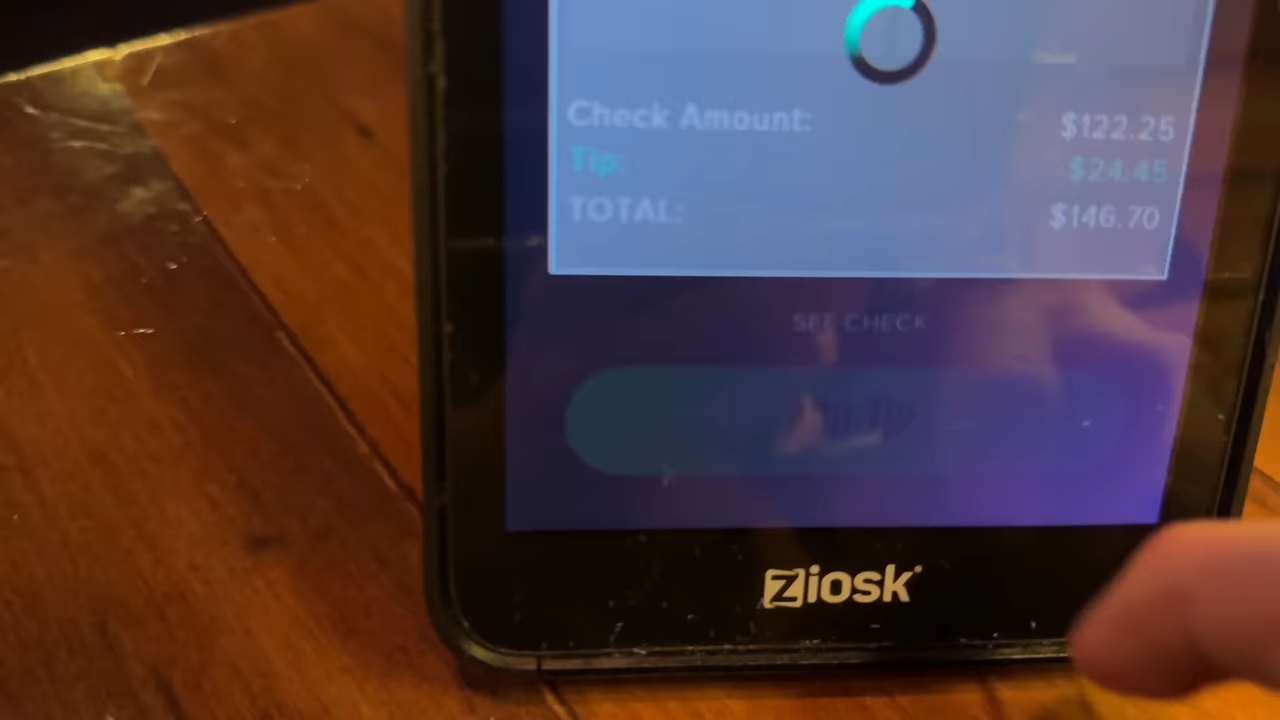 Check Amount: $122.25
Tip: $24.45
TOTAL: $146.70
SEE CHECK
Ziosk